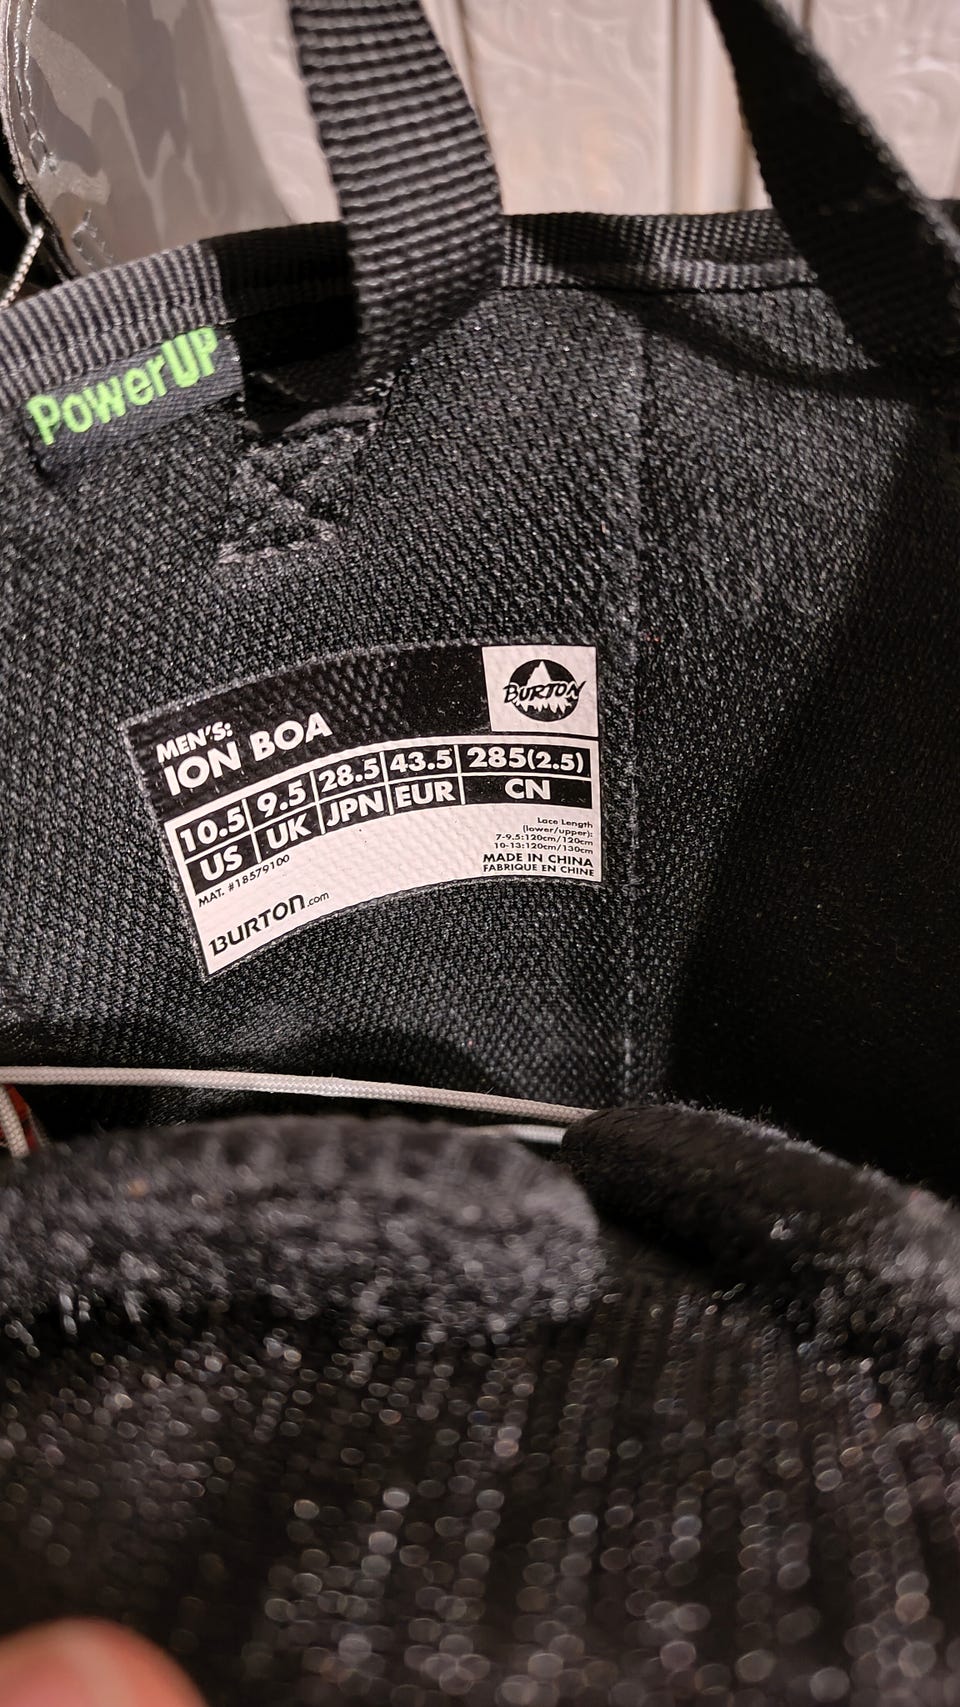 PowerUP
BURTON
MEN'S:
ION BOA
10.5 9.5 28.5 43.5 285(2.5)
US UK JPN EUR CN
MAT. #18579100
Lace Length
(lower/upper):
7-9.5:120cm/120cm
10-13:120cm/130cm
MADE IN CHINA
FABRIQUE EN CHINE
BURTON.com